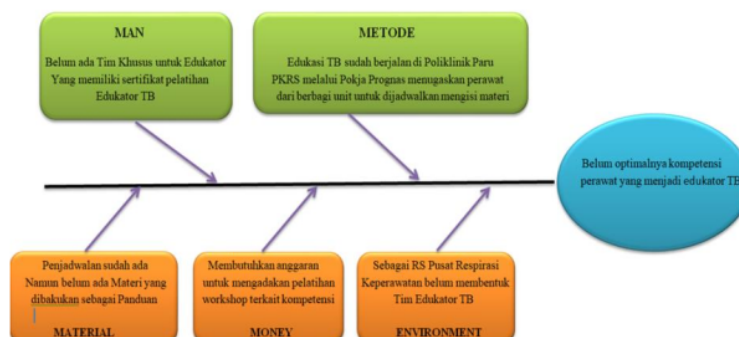 MAN
Belum ada Tim Khusus untuk Edukator
Yang memiliki sertifikat pelatihan
Edukator TB
METODE
Edukasi TB sudah berjalan di Poliklinik Paru
PKRS melalui Pokja Prognas menugaskan perawat
dari berbagi unit untuk dijadwalkan mengisi materi
Belum optimalnya kompetensi
perawat yang menjadi edukator TB
Penjadwalan sudah ada
Namun belum ada Materi yang
dibakukan sebagai Panduan
MATERIAL
Membutuhkan anggaran
untuk mengadakan pelatihan
workshop terkait kompetensi
MONEY
Sebagai RS Pusat Respirasi
Keperawatan belum membentuk
Tim Edukator TB
ENVIRONMENT